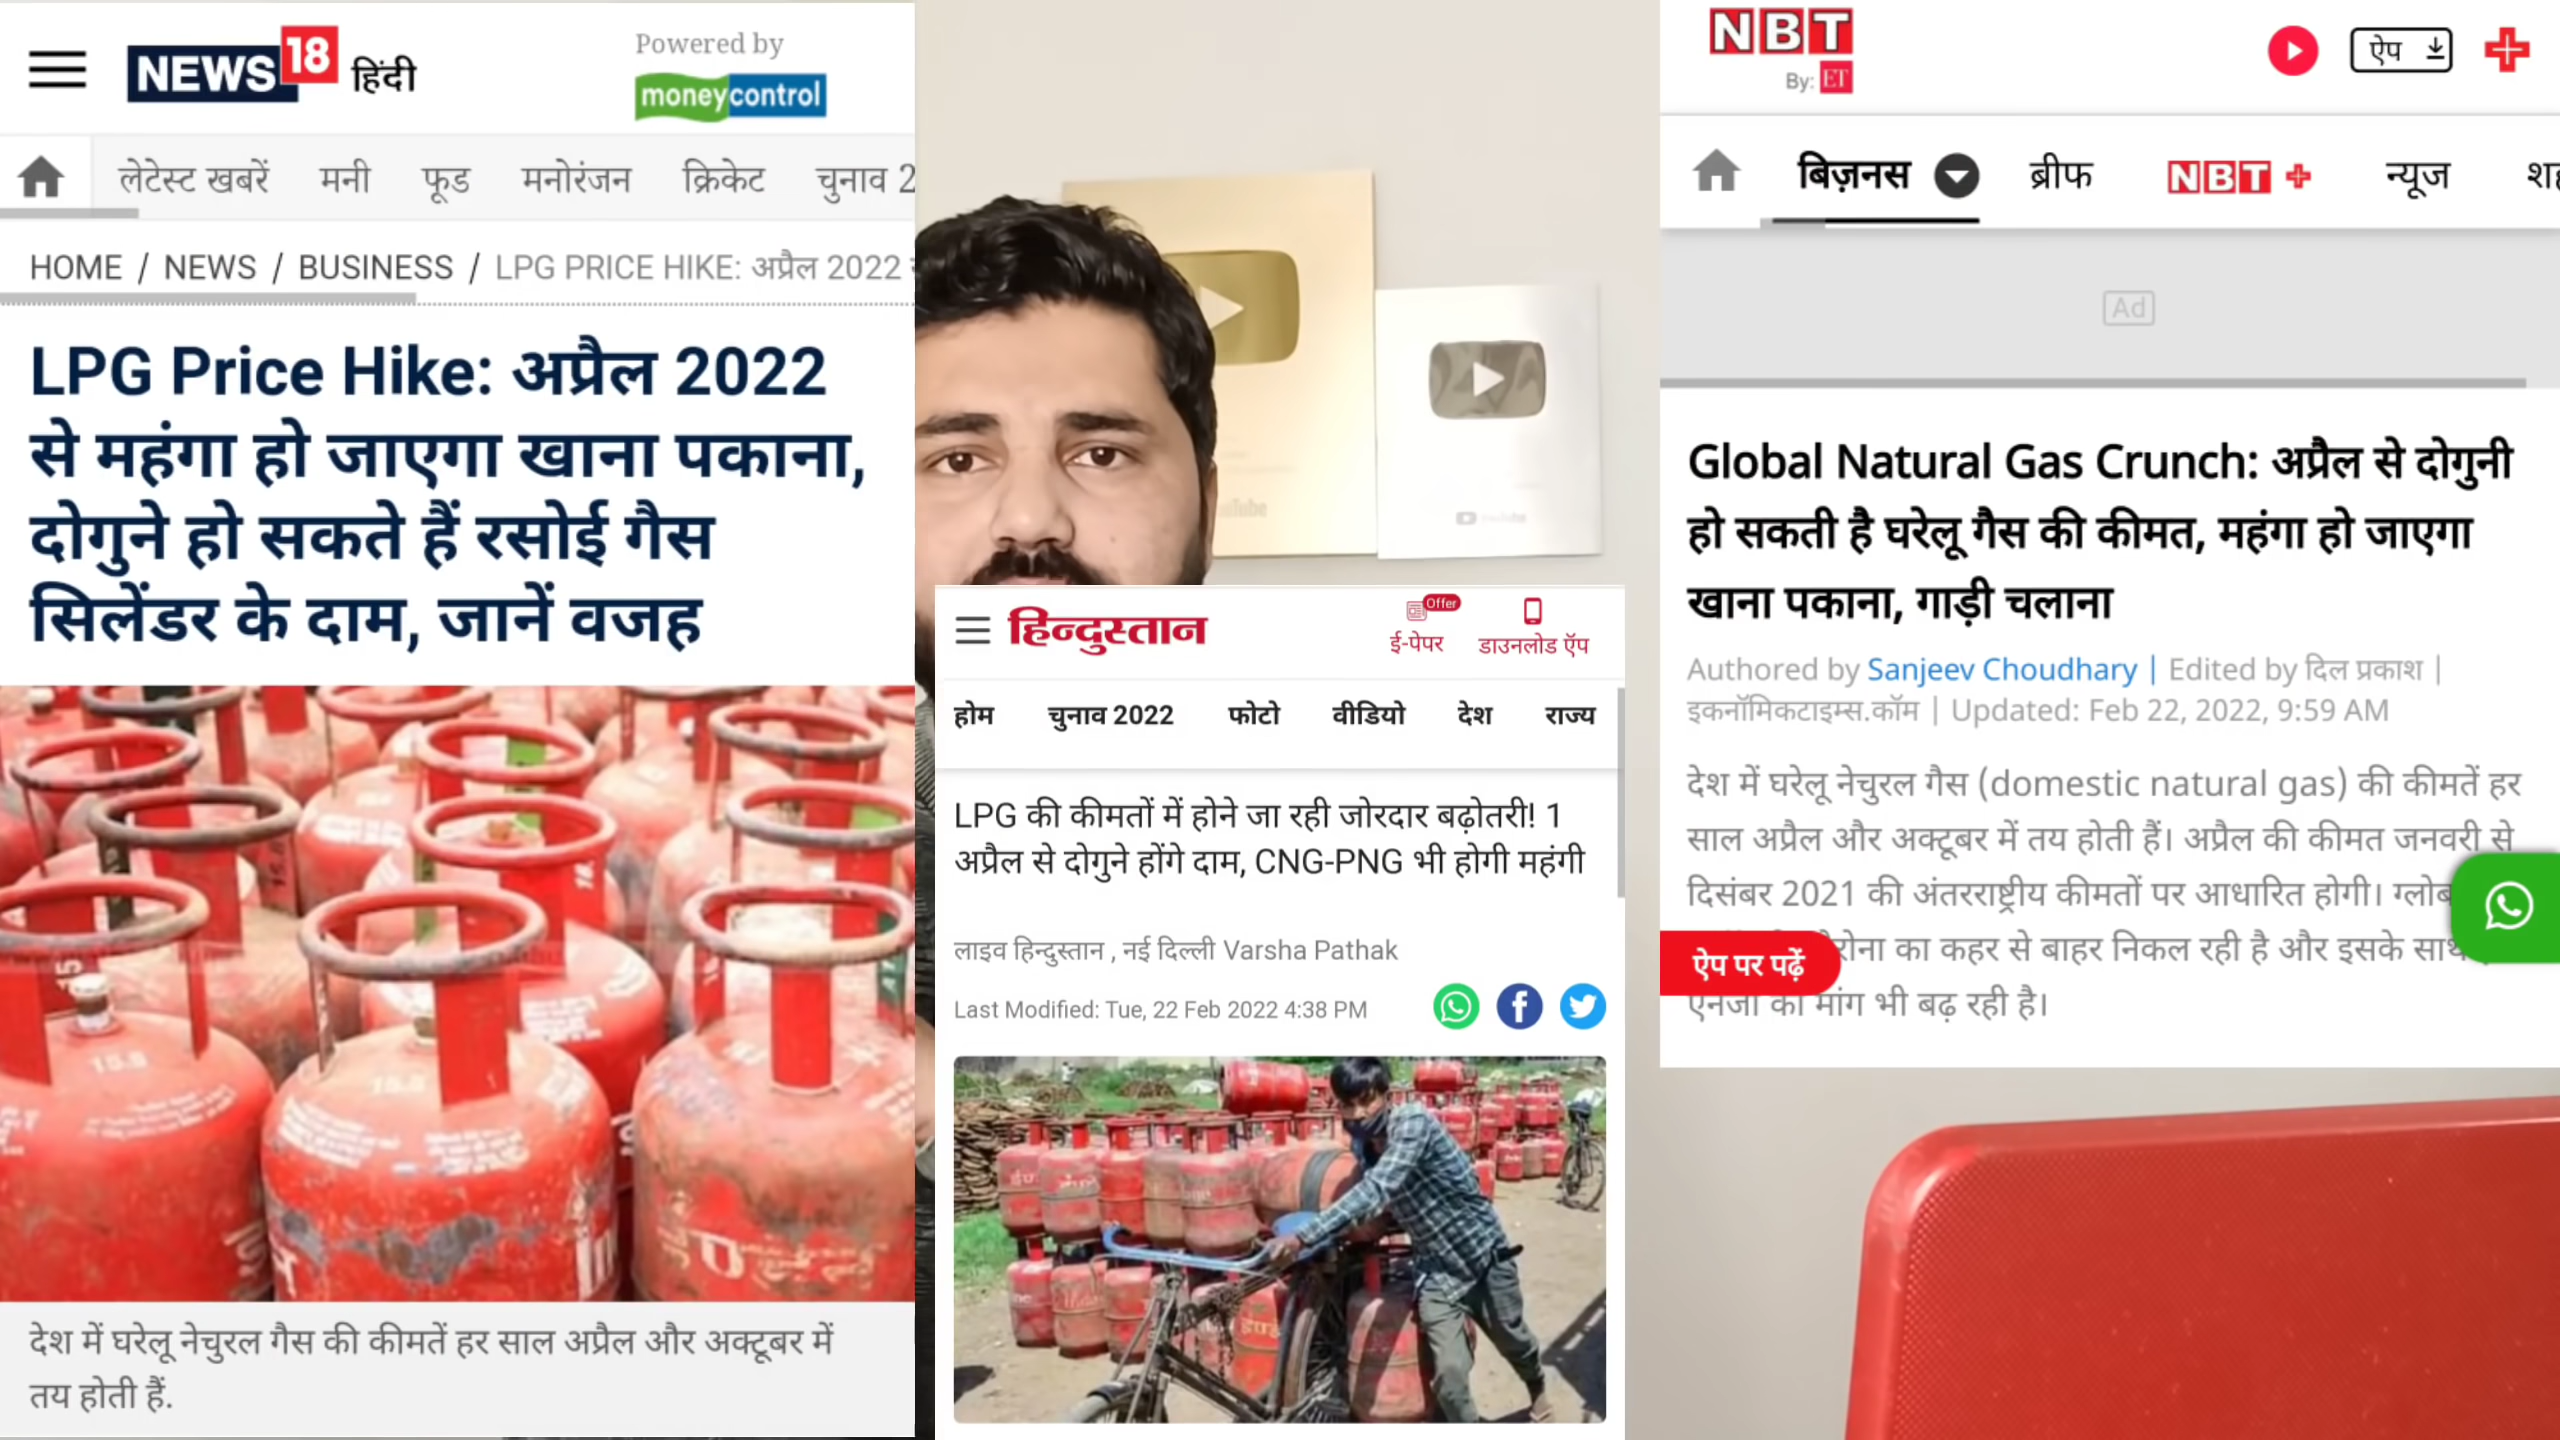 NEWS 18 हिंदी
Powered by
moneycontrol
लेटेस्ट खबरें मनी फूड मनोरंजन क्रिकेट चुनाव 2
HOME / NEWS / BUSINESS / LPG PRICE HIKE: अप्रैल 2022
LPG Price Hike: अप्रैल 2022
से महंगा हो जाएगा खाना पकाना,
दोगुने हो सकते हैं रसोई गैस
सिलेंडर के दाम, जानें वजह
देश में घरेलू नेचुरल गैस की कीमतें हर साल अप्रैल और अक्टूबर में
तय होती हैं.
हिन्दुस्तान
Offer
ई-पेपर
डाउनलोड ऍप
होम चुनाव 2022 फोटो वीडियो देश राज्य
LPG की कीमतों में होने जा रही जोरदार बढ़ोतरी! 1
अप्रैल से दोगुने होंगे दाम, CNG-PNG भी होगी महंगी
लाइव हिन्दुस्तान , नई दिल्ली Varsha Pathak
Last Modified: Tue, 22 Feb 2022 4:38 PM
NBT
By: ET
ऐप
बिज़नस ब्रीफ NBT + न्यूज
Ad
Global Natural Gas Crunch: अप्रैल से दोगुनी
हो सकती है घरेलू गैस की कीमत, महंगा हो जाएगा
खाना पकाना, गाड़ी चलाना
Authored by Sanjeev Choudhary | Edited by दिल प्रकाश |
इकनॉमिकटाइम्स.कॉम | Updated: Feb 22, 2022, 9:59 AM
देश में घरेलू नेचुरल गैस (domestic natural gas) की कीमतें हर
साल अप्रैल और अक्टूबर में तय होती हैं। अप्रैल की कीमत जनवरी से
दिसंबर 2021 की अंतरराष्ट्रीय कीमतों पर आधारित होगी।
का कहर से बाहर निकल रही है और इसके
ऐप पर पढ़ें
मांग भी बढ़ रही है।